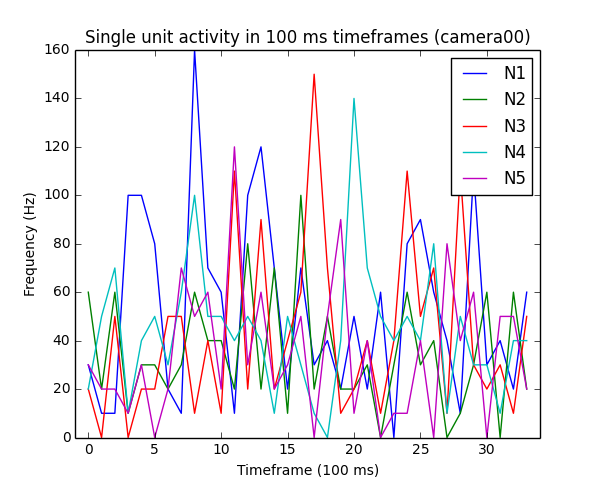 Single unit activity in 100 ms timeframes (camera00)
160
140
120
100
80
60
40
20
0
Frequency (Hz)
N1
N2
N3
N4
N5
0 5 10 15 20 25 30
Timeframe (100 ms)